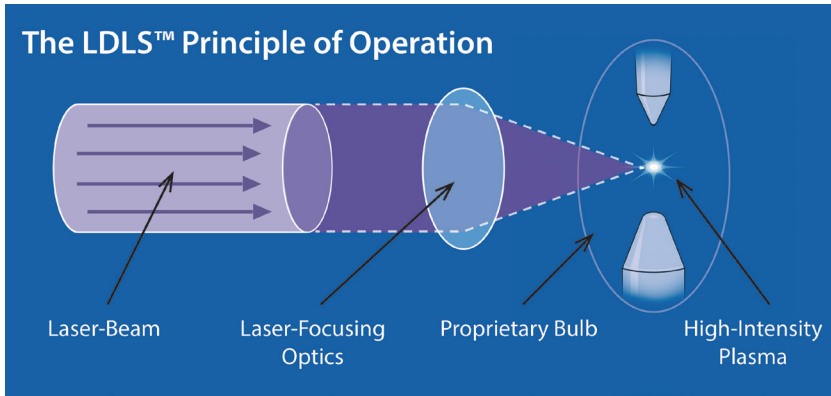 The LDLS™ Principle of Operation
Laser-Beam
Laser-Focusing
Optics
Proprietary Bulb
High-Intensity
Plasma